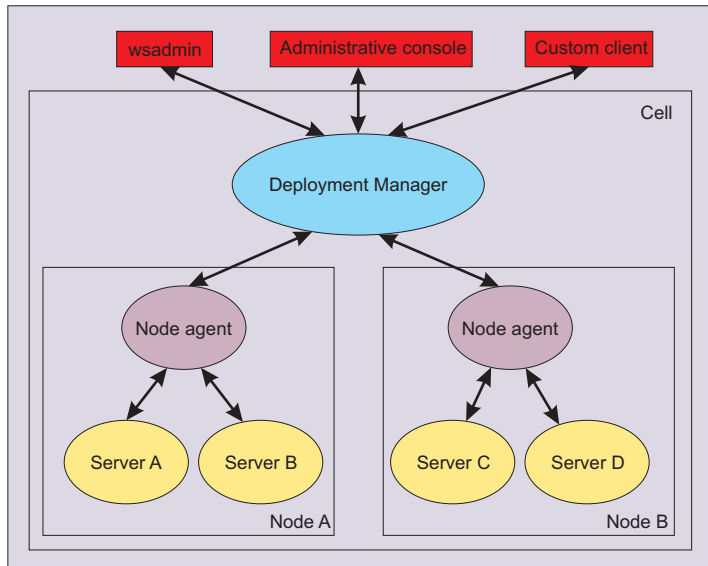 wsadmin
Administrative console
Custom client
Cell
Deployment Manager
Node agent
Node agent
Server A
Server B
Server C
Server D
Node A
Node B